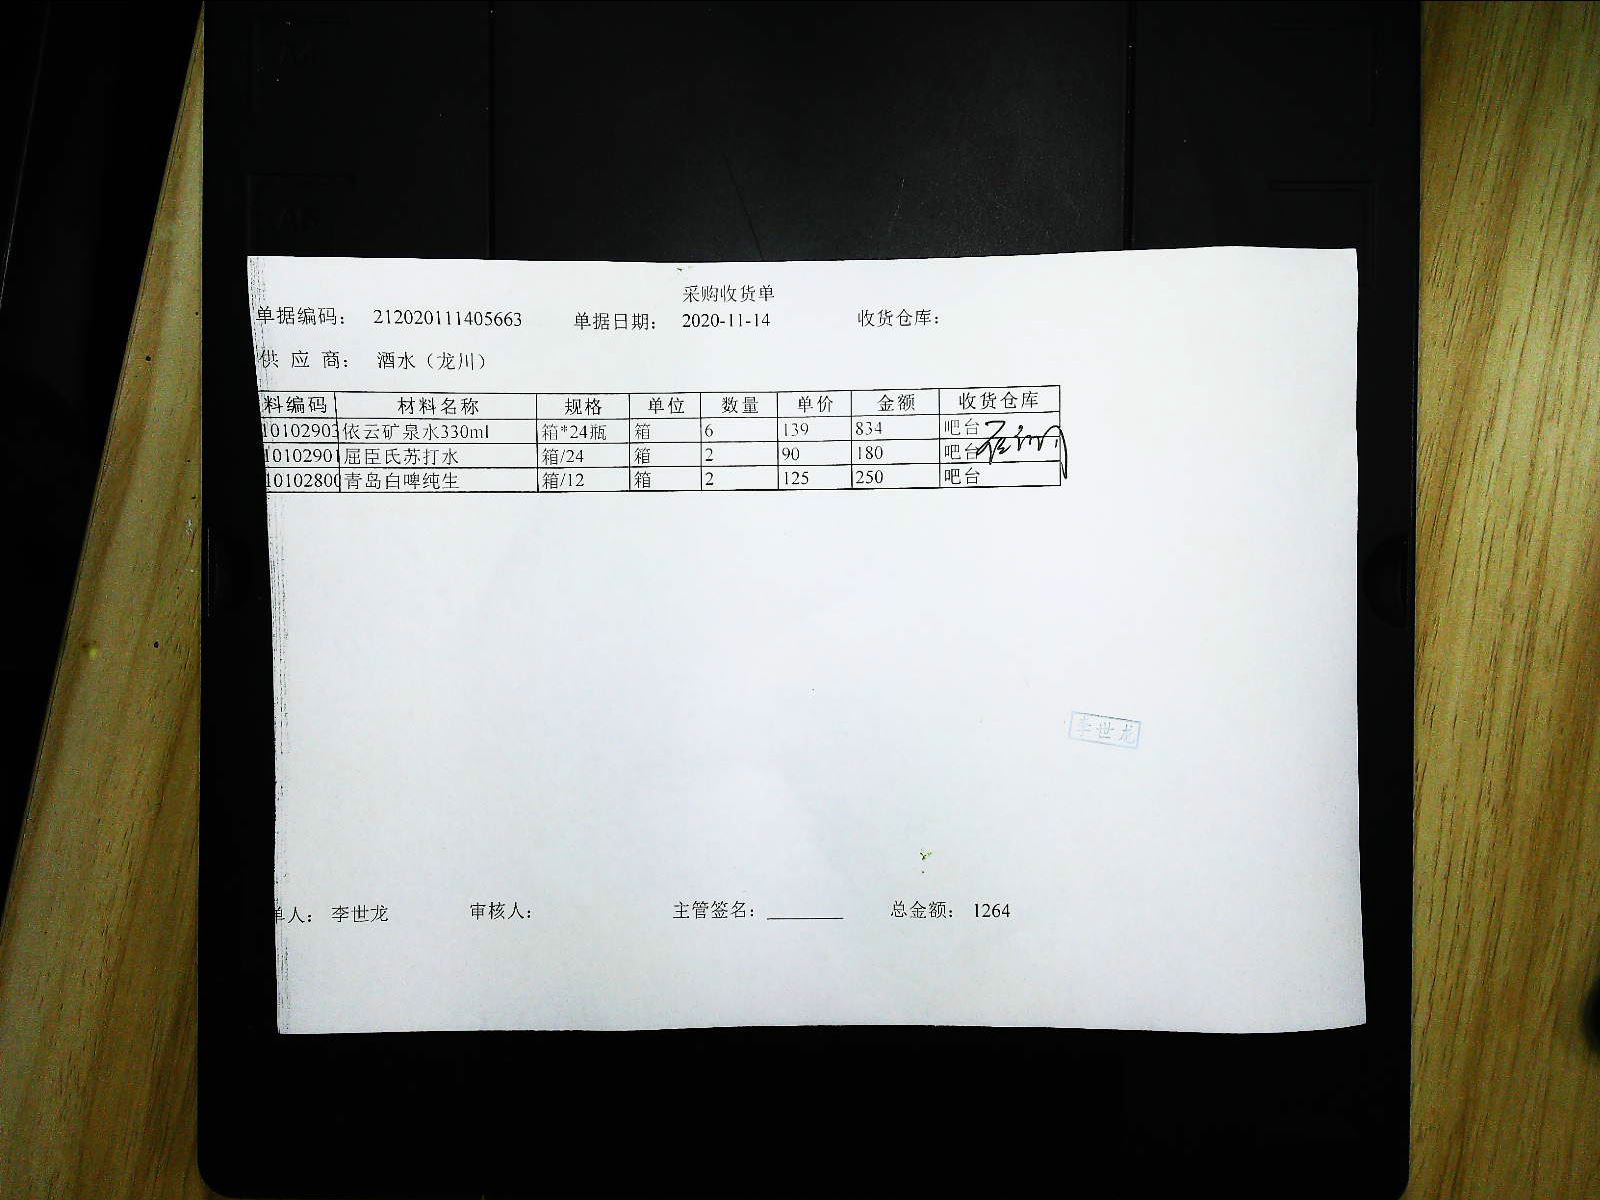 采购收货单
单据编码： 212020111405663 单据日期： 2020-11-14 收货仓库：
供 应 商： 酒水（龙川）
料编码 材料名称 规格 单位 数量 单价 金额 收货仓库
10102903 依云矿泉水330ml 箱*24瓶 箱 6 139 834 吧台
10102901 屈臣氏苏打水 箱/24 箱 2 90 180 吧台
10102800 青岛白啤纯生 箱/12 箱 2 125 250 吧台
李世龙
单人： 李世龙 审核人： 主管签名： 总金额： 1264